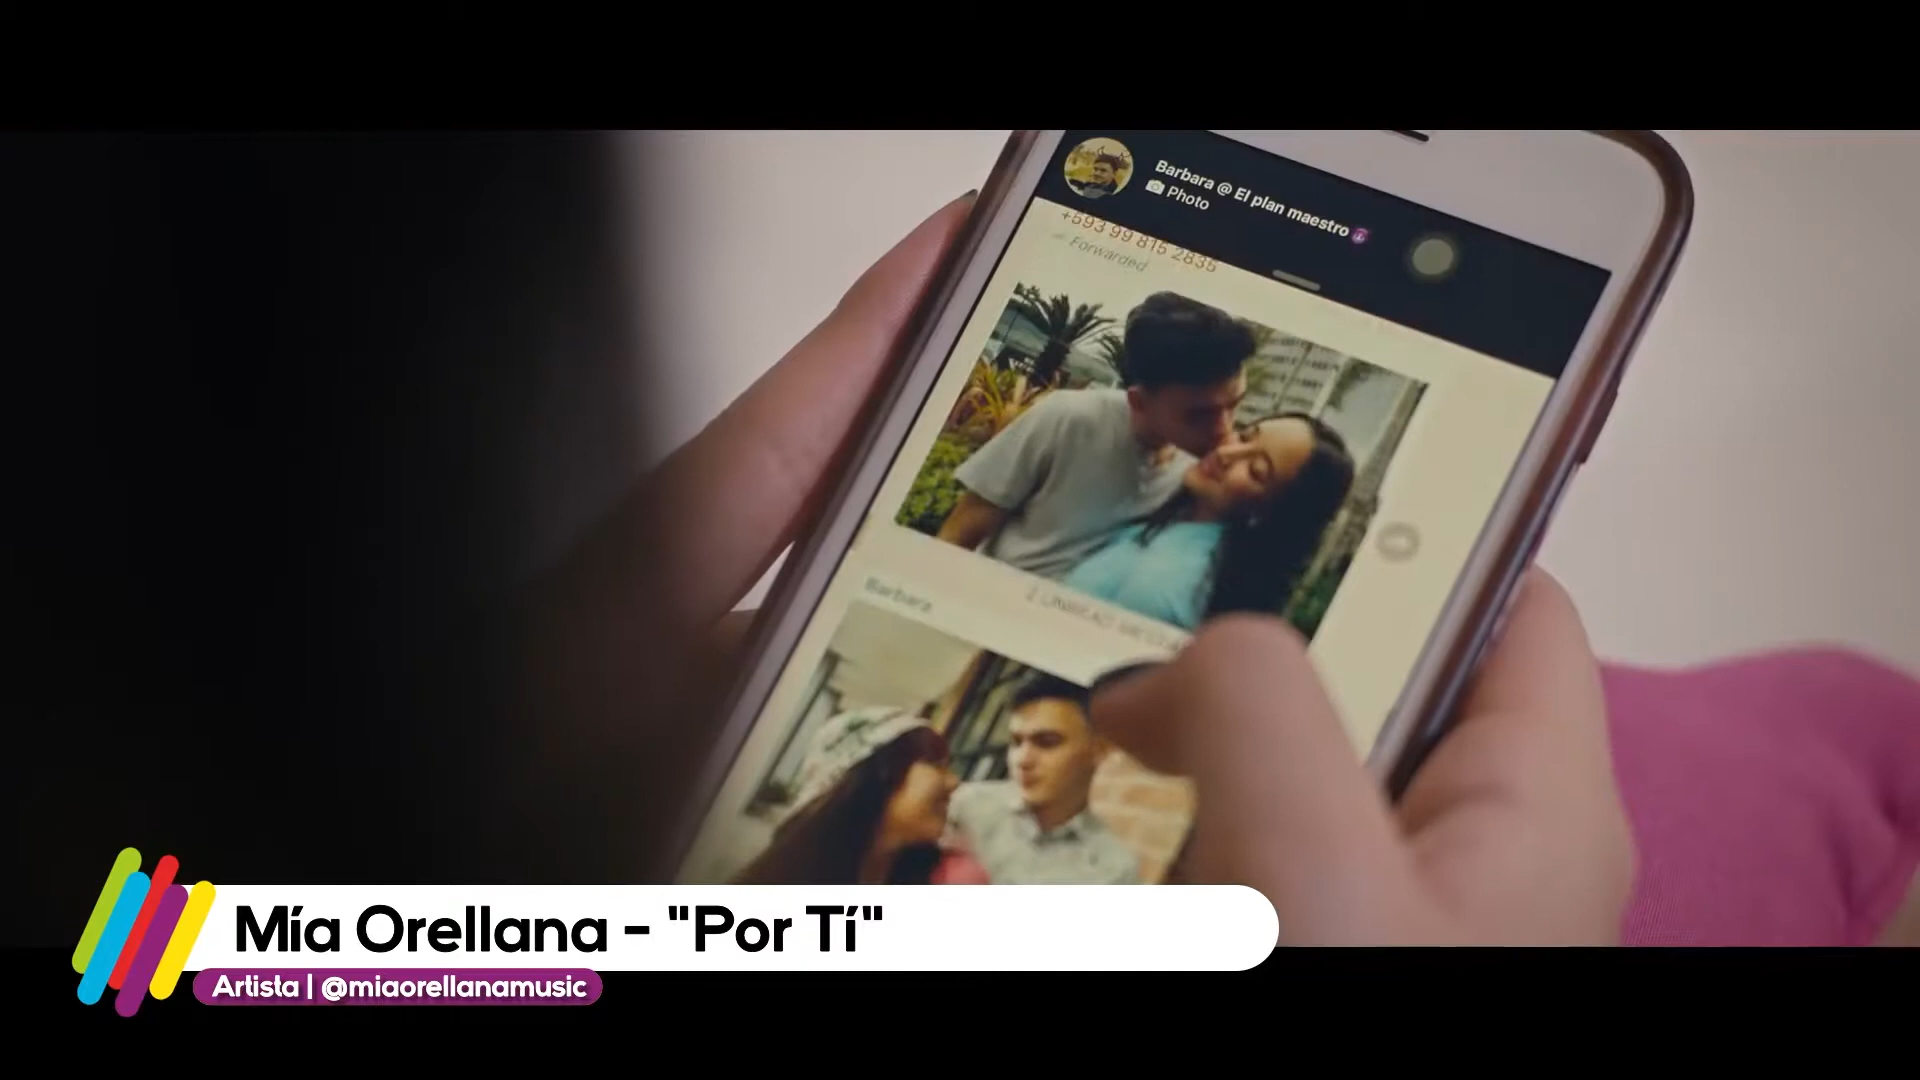 Barbara @ El plan maestro
Photo
+593 99 815 2835
Forwarded
Barbara
Mía Orellana - "Por Tí"
Artista | @miaorellanamusic